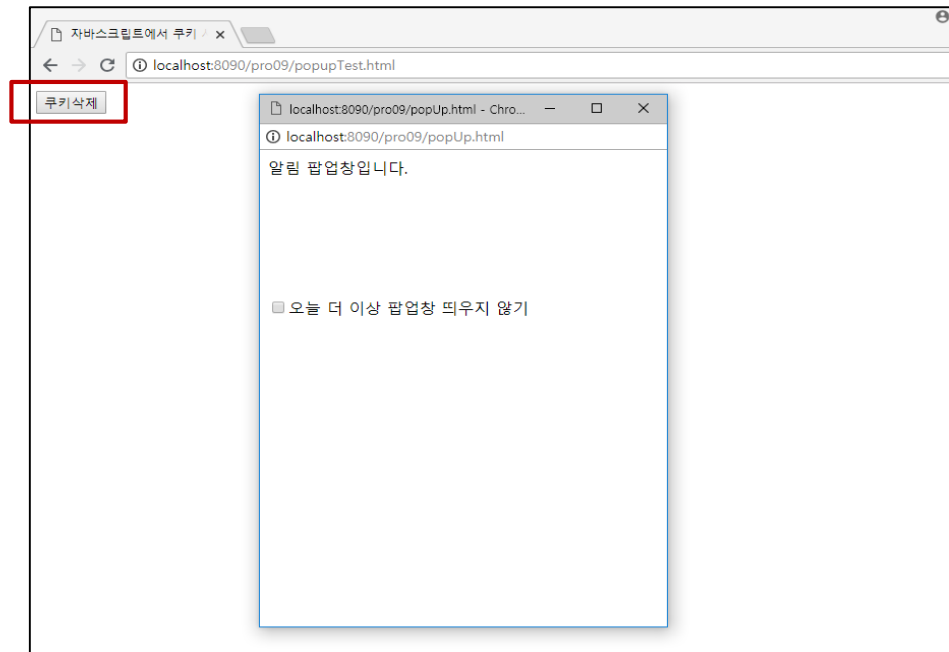 자바스크립트에서 쿠키
localhost:8090/pro09/popupTest.html
쿠키삭제
localhost:8090/pro09/popUp.html - Chro...
localhost:8090/pro09/popUp.html
알림 팝업창입니다.
오늘 더 이상 팝업창 띄우지 않기